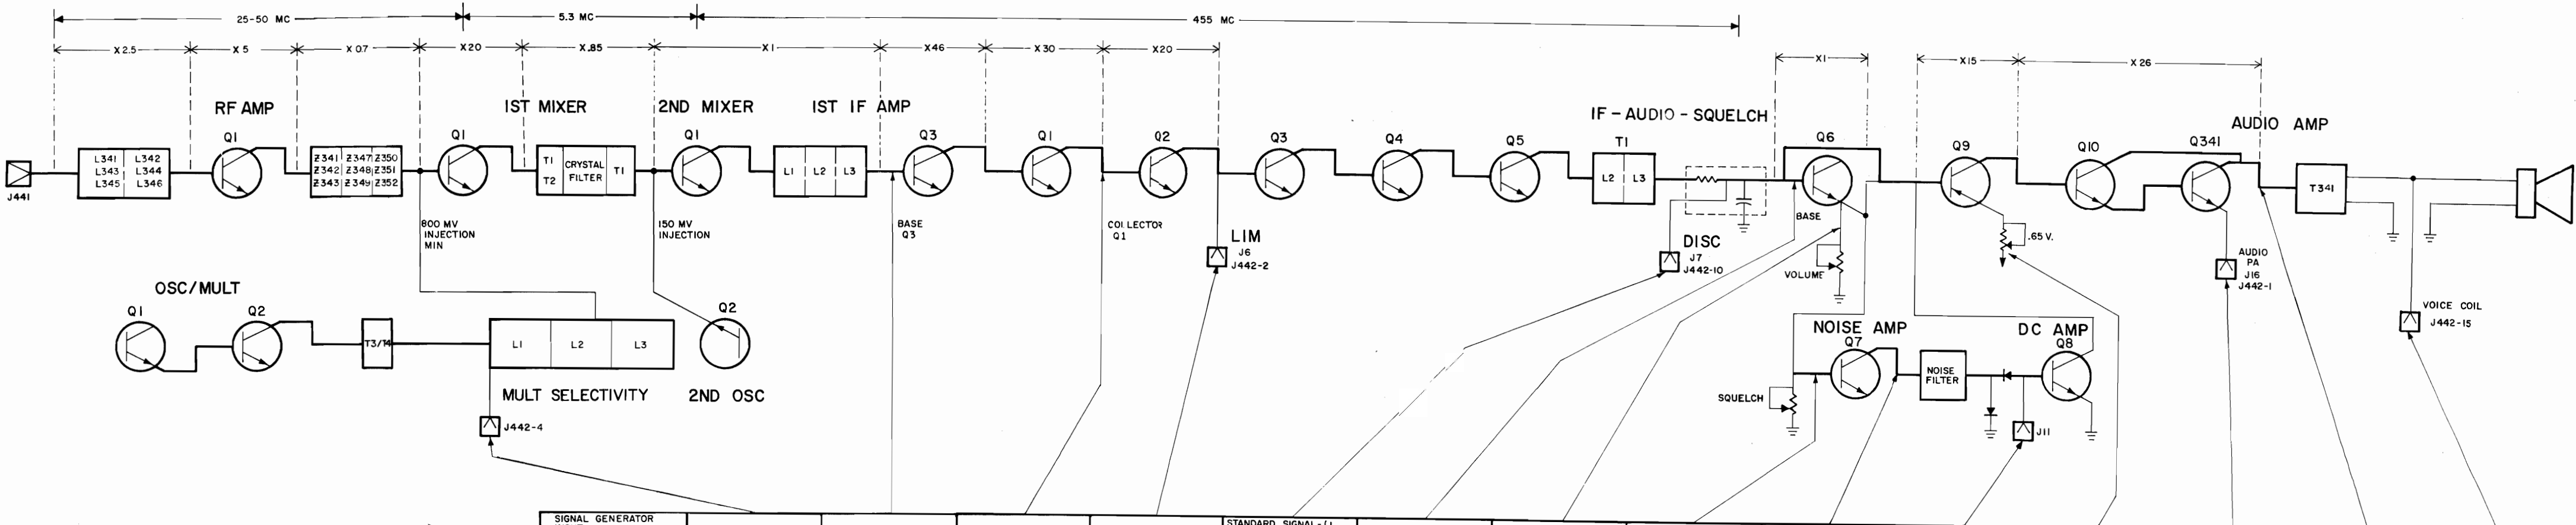 25-50 MC
5.3 MC
455 MC
X 2.5
X 5
X 0.7
X20
X.85
X I
X46
X 30
X20
XI
X15
X 26
RF AMP
IST MIXER
2ND MIXER
IST IF AMP
IF-AUDIO-SQUELCH
AUDIO AMP
Q1
Q1
Q1
Q3
Q1
Q2
Q3
Q4
Q5
T1
Q6
Q9
Q10
Q341
J441
L341 L342
L343 L344
L345 L346
Z341 Z347 Z350
Z342 Z348 Z351
Z343 Z349 Z352
T1
T2
CRYSTAL
FILTER
T1
L1 L2 L3
L2 L3
T341
800 MV
INJECTION
MIN
150 MV
INJECTION
BASE
Q3
COLLECTOR
Q1
LIM
J6
J442-2
DISC
J7
J442-10
BASE
VOLUME
.65 V.
AUDIO
PA
J16
J442-1
VOICE COIL
J442-15
OSC/MULT
Q1
Q2
T3/T4
L1 L2 L3
Q2
MULT SELECTIVITY
2ND OSC
J442-4
NOISE AMP
Q7
DC AMP
Q8
NOISE
FILTER
SQUELCH
J11
SIGNAL GENERATOR